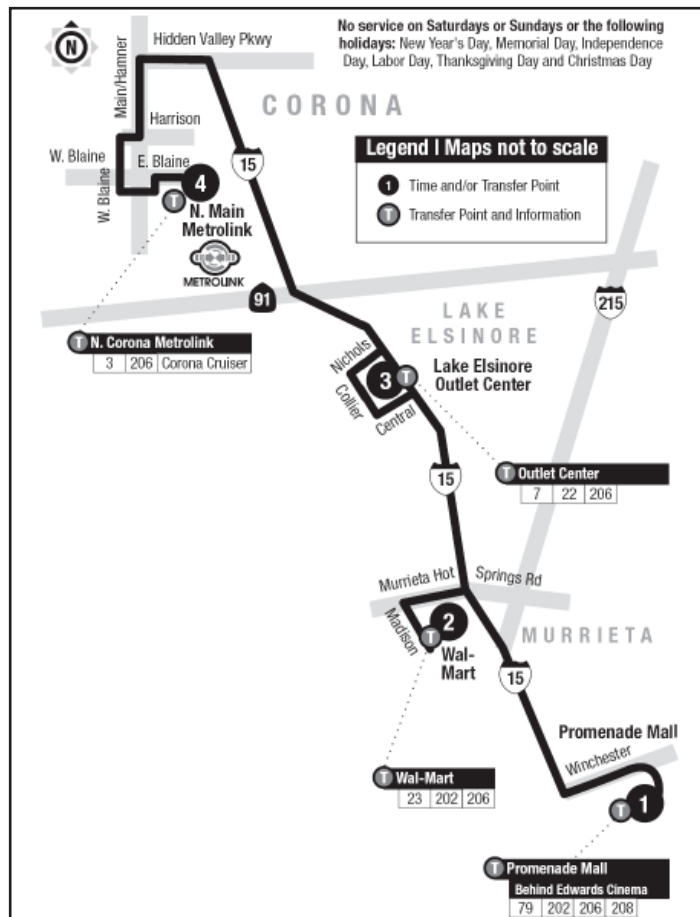 No service on Saturdays or Sundays or the following
holidays: New Year's Day, Memorial Day, Independence
Day, Labor Day, Thanksgiving Day and Christmas Day
N
Hidden Valley Pkwy
Main/Hamner
CORONA
Harrison
W. Blaine
E. Blaine
W. Blaine
15
4
T
N. Main
Metrolink
METROLINK
Legend | Maps not to scale
1 Time and/or Transfer Point
T Transfer Point and Information
91
215
LAKE
ELSINORE
T N. Corona Metrolink
3 206 Corona Cruiser
Nichols
Collier
Central
3
T
Lake Elsinore
Outlet Center
15
T Outlet Center
7 22 206
Murrieta Hot
Springs Rd
Madison
2
T
Wal-
Mart
MURRIETA
15
Promenade Mall
Winchester
T Wal-Mart
23 202 206
T
1
T Promenade Mall
Behind Edwards Cinema
79 202 206 208